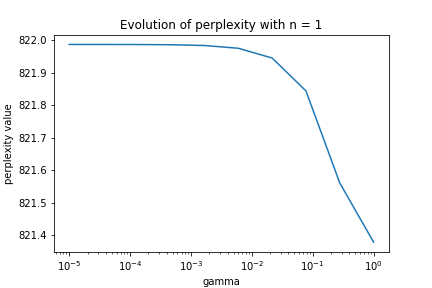 Evolution of perplexity with n = 1
822.0
821.9
821.8
821.7
821.6
821.5
821.4
perplexity value
10⁻⁵ 10⁻⁴ 10⁻³ 10⁻² 10⁻¹ 10⁰
gamma